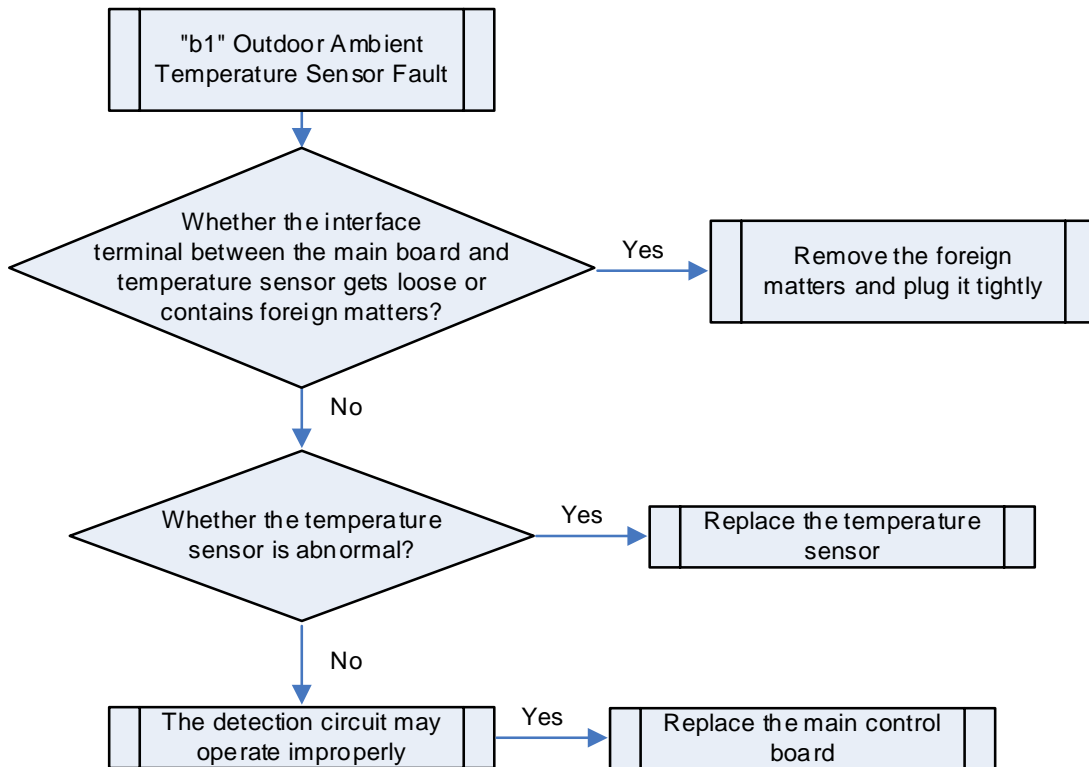 "b1" Outdoor Ambient
Temperature Sensor Fault
Whether the interface
terminal between the main board and
temperature sensor gets loose or
contains foreign matters?
Yes
Remove the foreign
matters and plug it tightly
No
Whether the temperature
sensor is abnormal?
Yes
Replace the temperature
sensor
No
The detection circuit may
operate improperly
Yes
Replace the main control
board